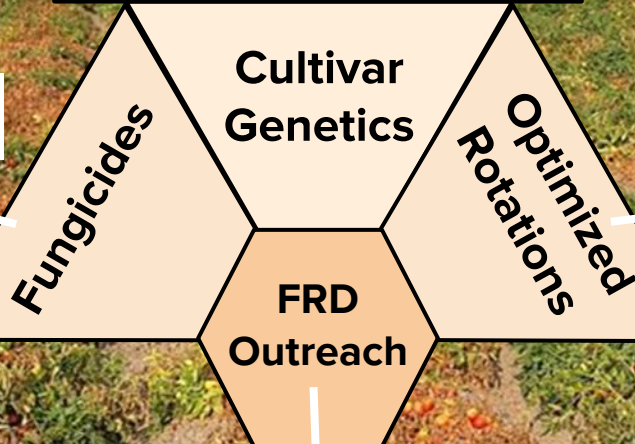 Cultivar
Genetics
Fungicides
Optimized
Rotations
FRD
Outreach